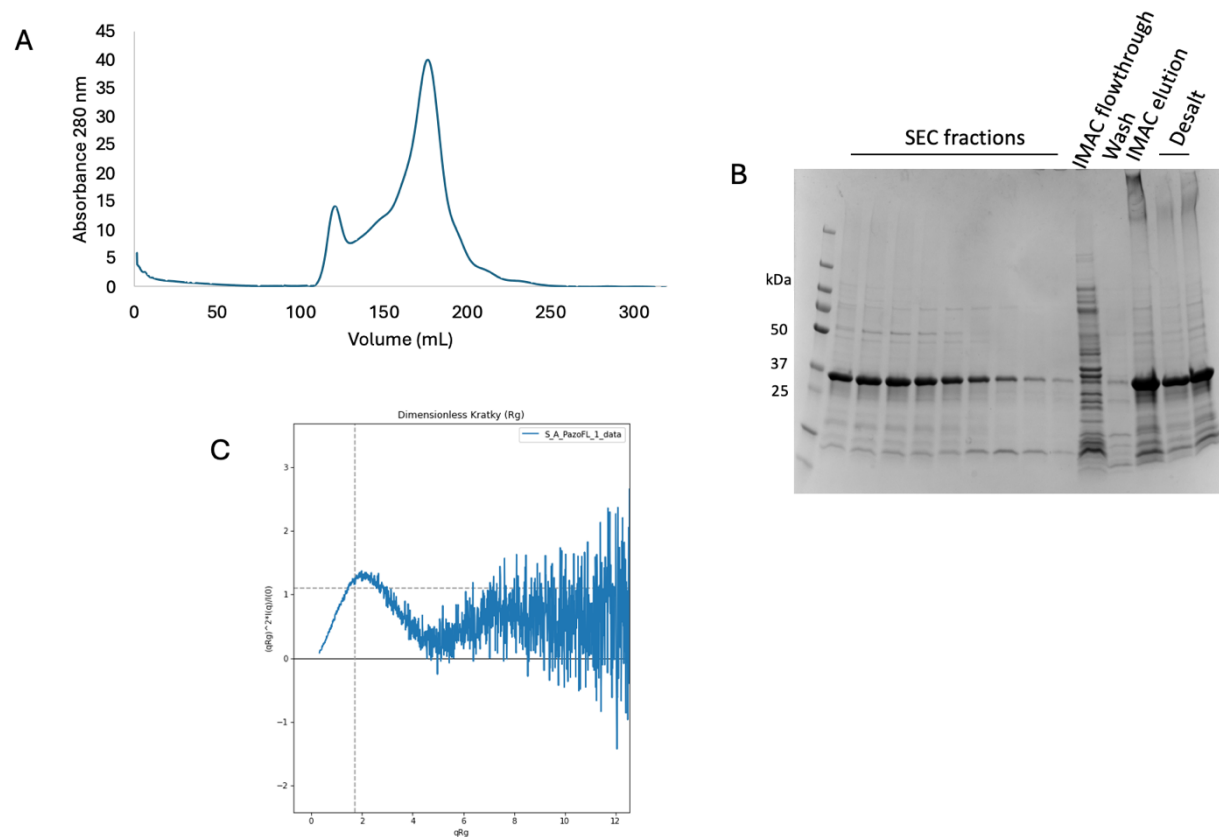 A
Absorbance 280 nm
45
40
35
30
25
20
15
10
5
0
0 50 100 150 200 250 300
Volume (mL)
B
SEC fractions
IMAC flowthrough
Wash
IMAC elution
Desalt
kDa
50
37
25
C
Dimensionless Kratky (Rg)
S_A_PazoFL_1_data
(qRg)^2*I(q)/I(0)
3
2
1
0
−1
−2
0 2 4 6 8 10 12
qRg